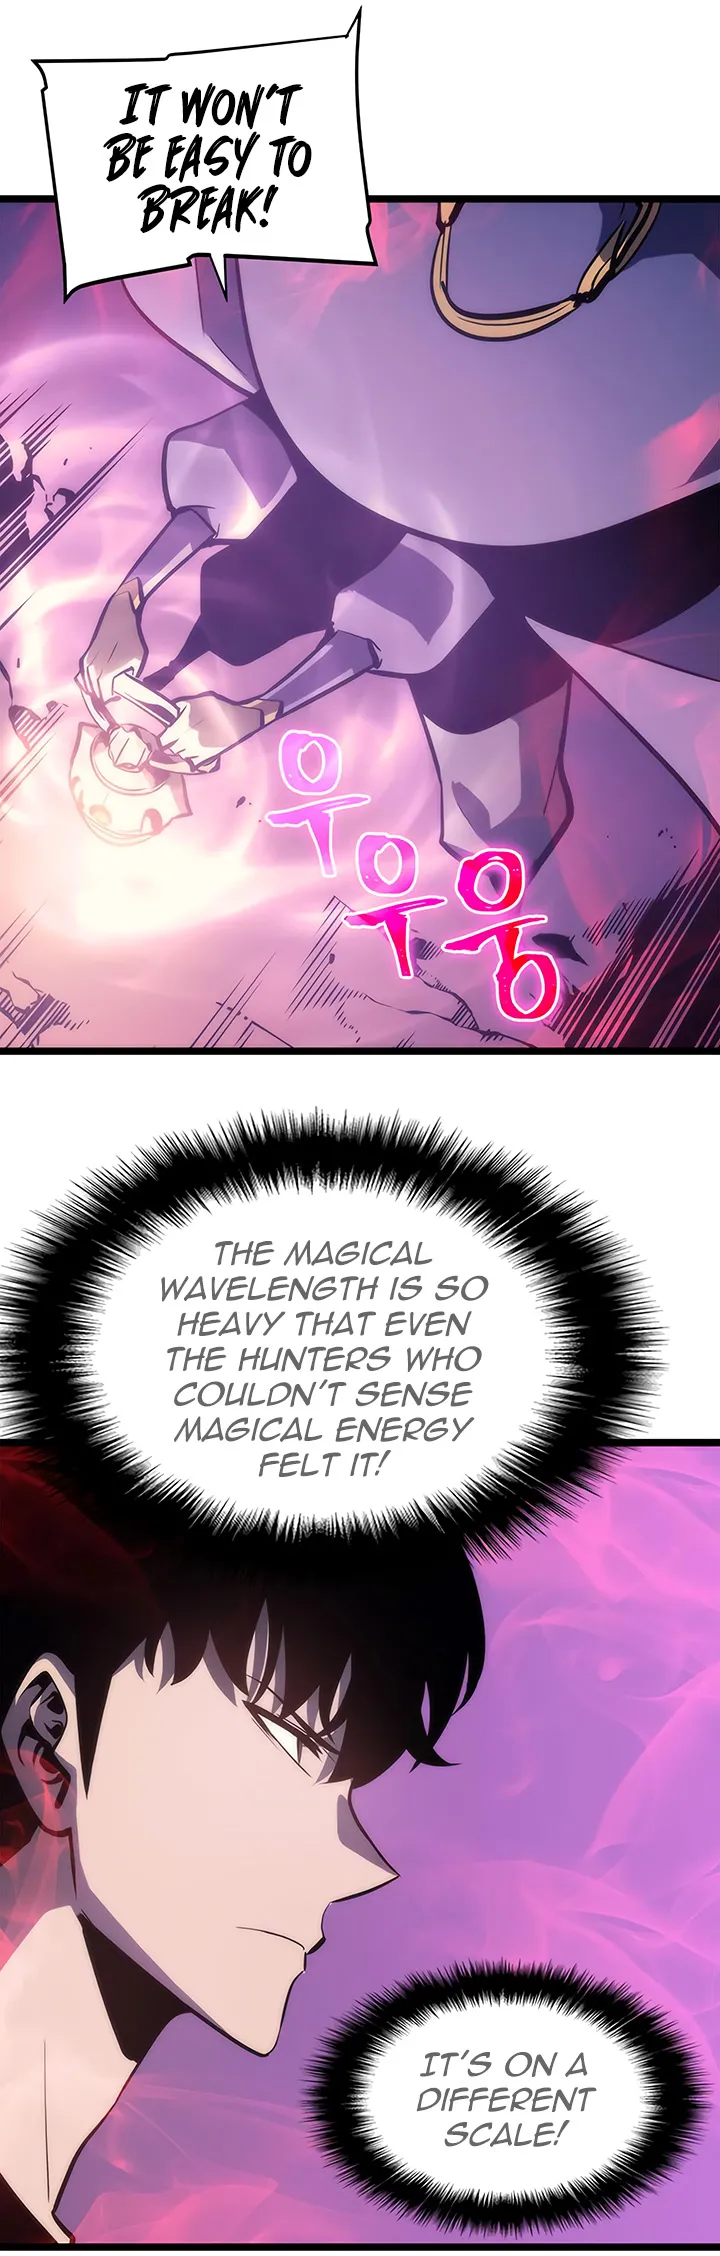 IT WON'T
BE EASY TO
BREAK!
우
우
웅
THE MAGICAL
WAVELENGTH IS SO
HEAVY THAT EVEN
THE HUNTERS WHO
COULDN'T SENSE
MAGICAL ENERGY
FELT IT!
IT'S ON A
DIFFERENT
SCALE!